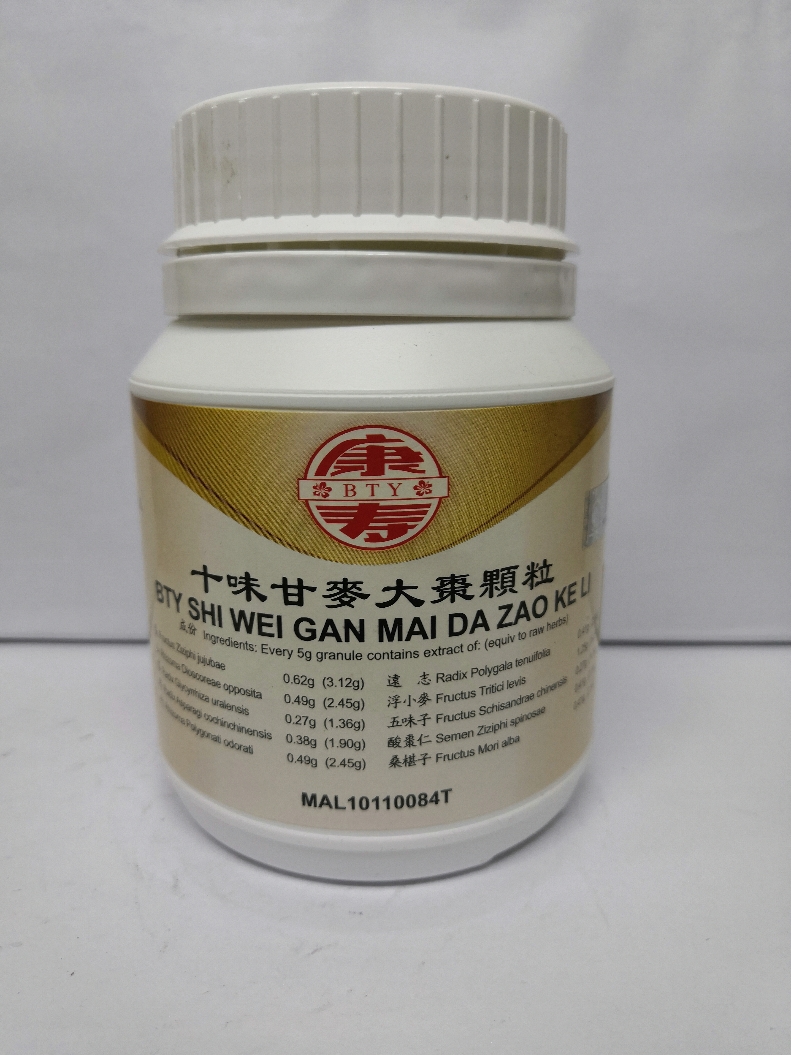 康
BTY
寿
十味甘麥大棗顆粒
BTY SHI WEI GAN MAI DA ZAO KE LI
成份 Ingredients: Every 5g granule contains extract of: (equiv to raw herbs)
Ziziphi jujubae 0.62g (3.12g) 遠 志 Radix Polygala tenuifolia
Dioscoreae opposita 0.49g (2.45g) 浮小麥 Fructus Tritici levis
Glycyrrhiza uralensis 0.27g (1.36g) 五味子 Fructus Schisandrae chinensis
Asparagi cochinchinensis 0.38g (1.90g) 酸棗仁 Semen Ziziphi spinosae
Polygonati odorati 0.49g (2.45g) 桑椹子 Fructus Mori alba
MAL10110084T